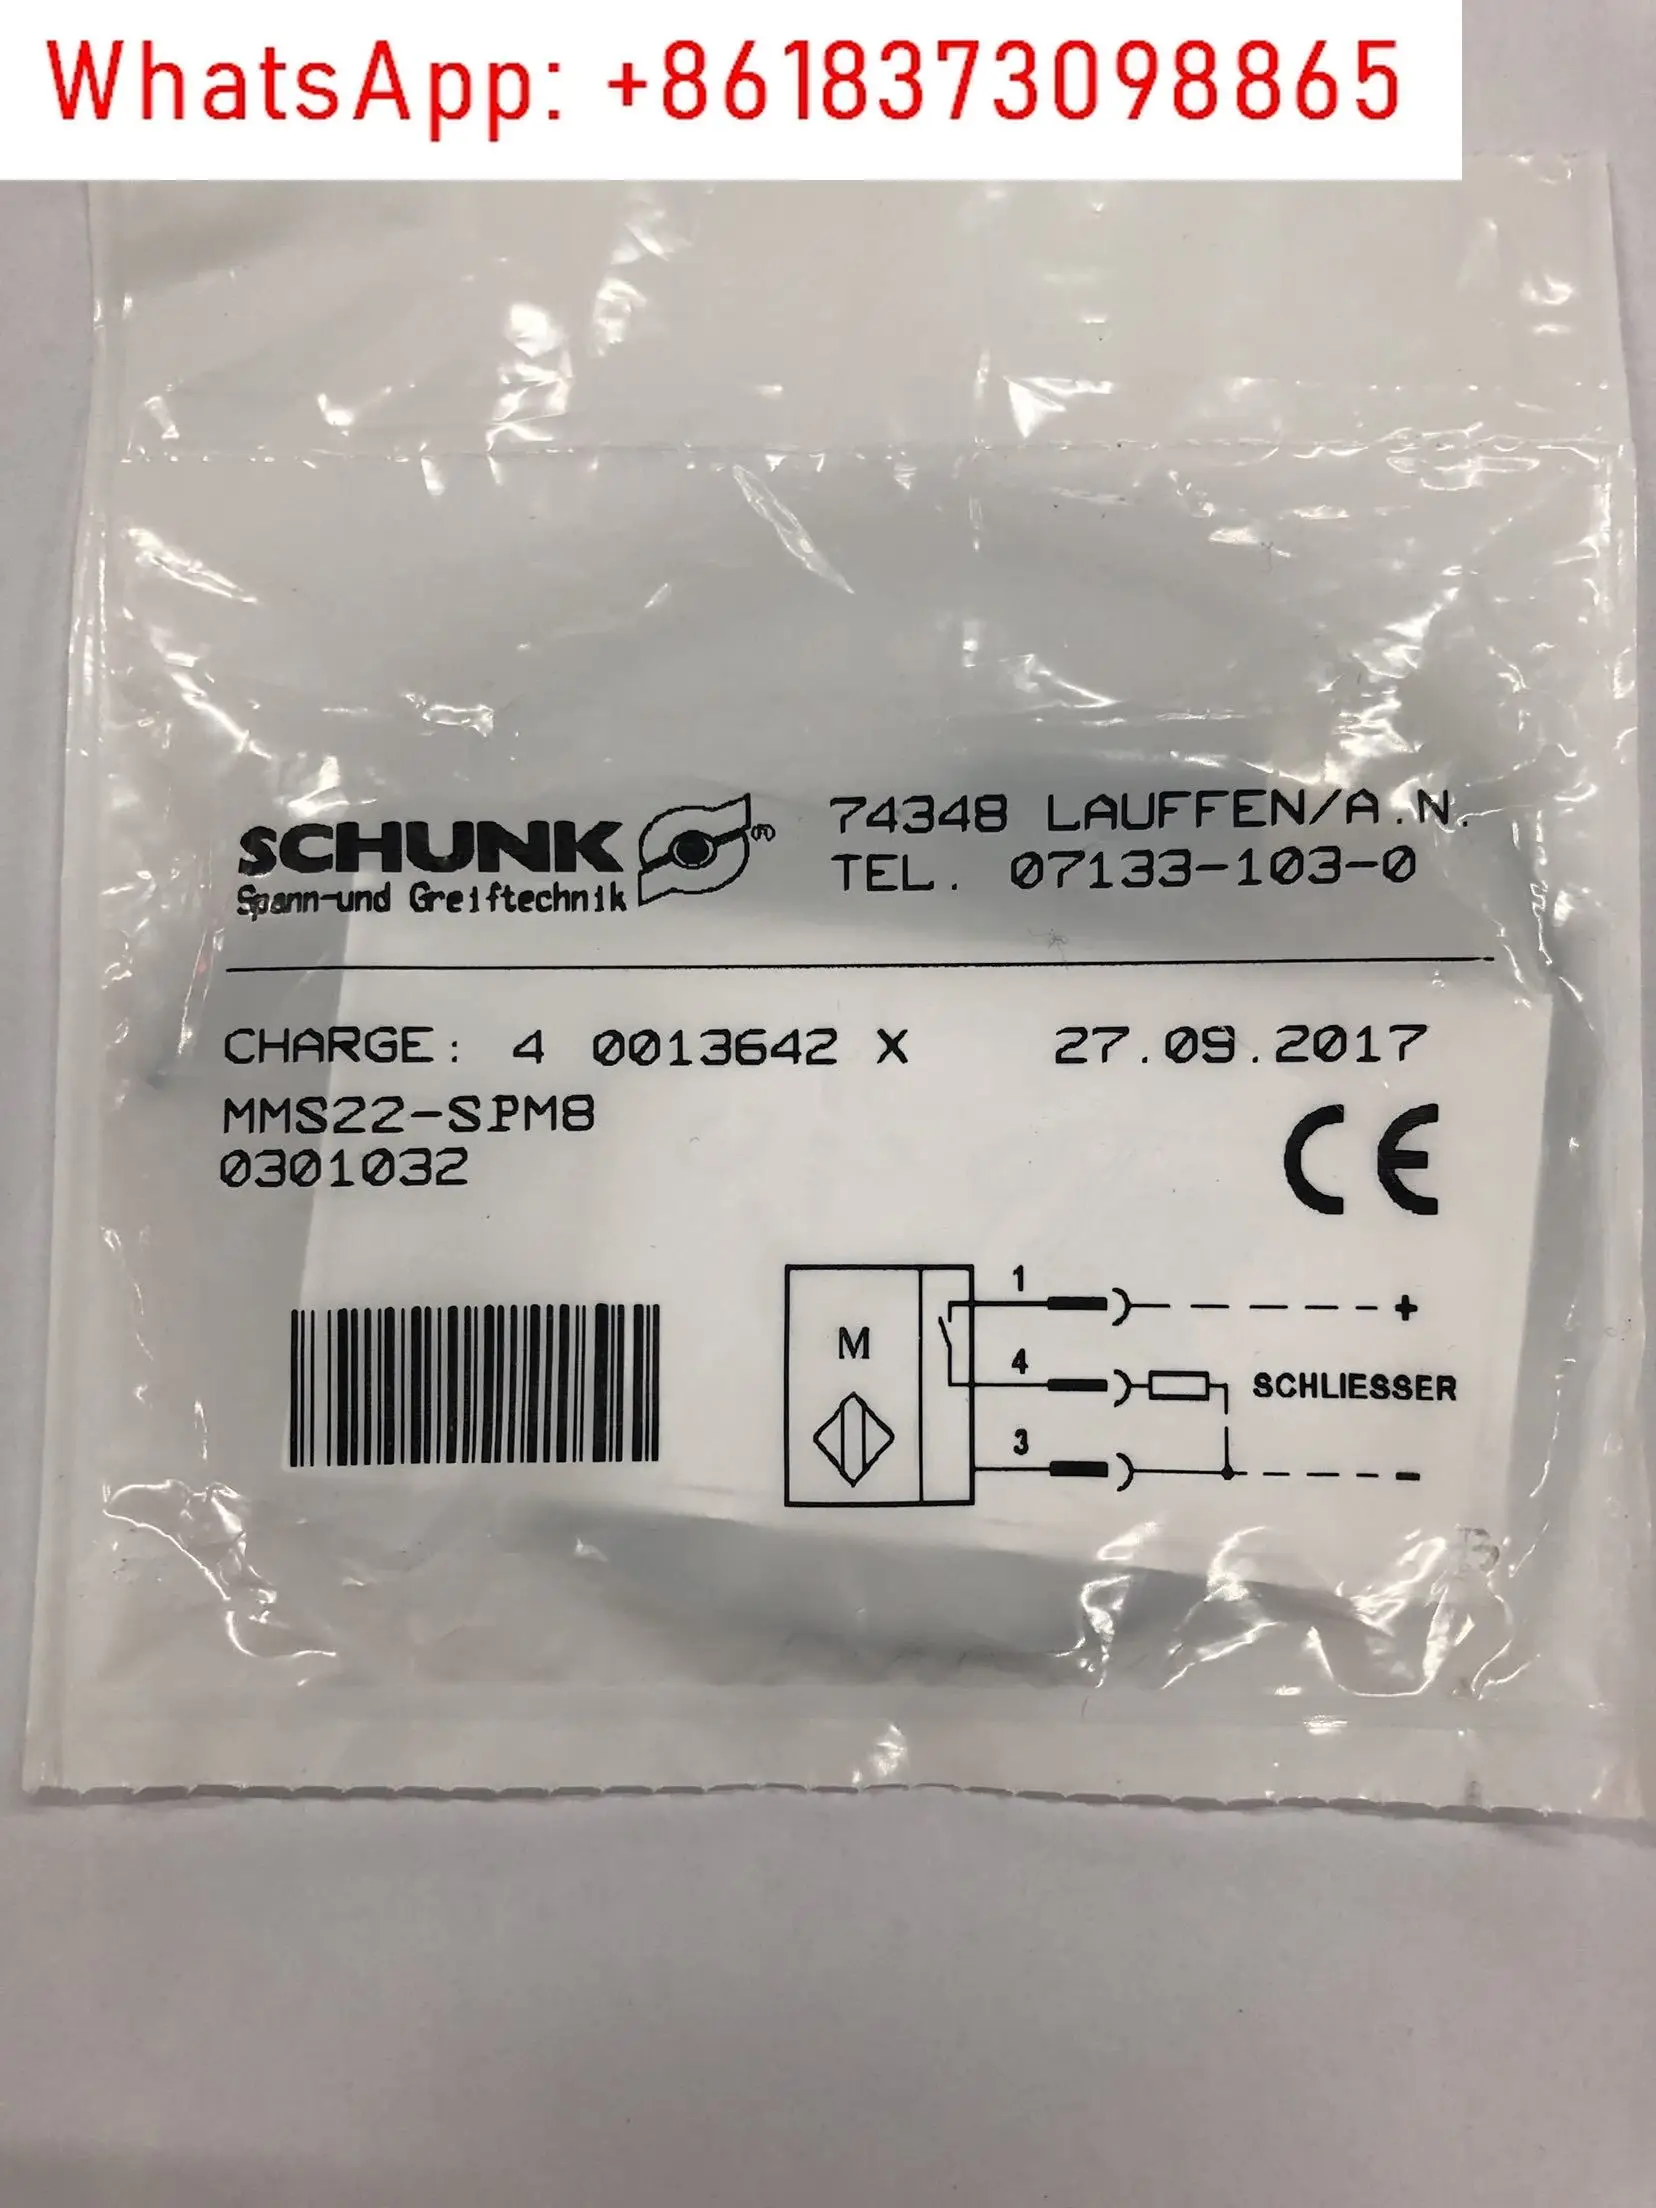 WhatsApp: +8618373098865
SCHUNK ® 74348 LAUFFEN/A.N.
Spann-und Greiftechnik TEL. 07133-103-0
CHARGE: 4 0013642 X 27.09.2017
MMS22-SPM8
0301032
CE
1 +
M
4 SCHLIESSER
3 -